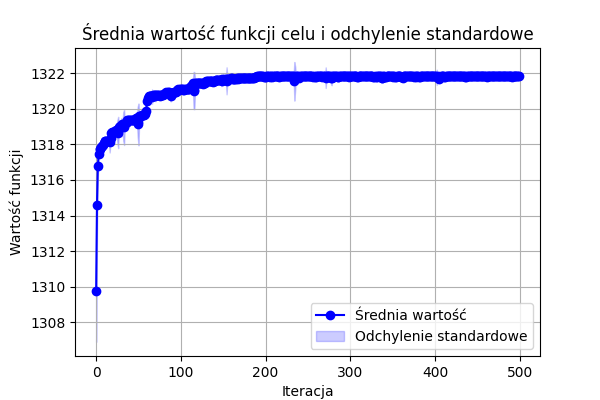 Średnia wartość funkcji celu i odchylenie standardowe
Wartość funkcji
1322
1320
1318
1316
1314
1312
1310
1308
0 100 200 300 400 500
Iteracja
Średnia wartość
Odchylenie standardowe